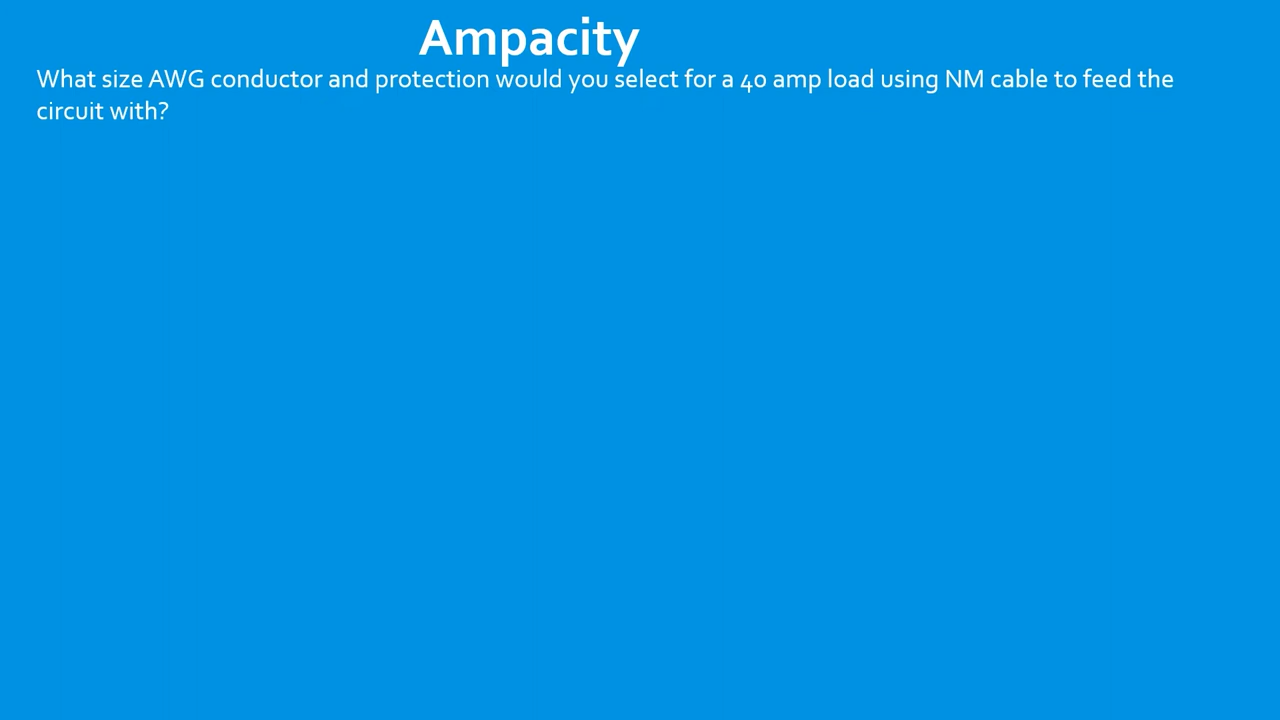 Ampacity
What size AWG conductor and protection would you select for a 40 amp load using NM cable to feed the
circuit with?